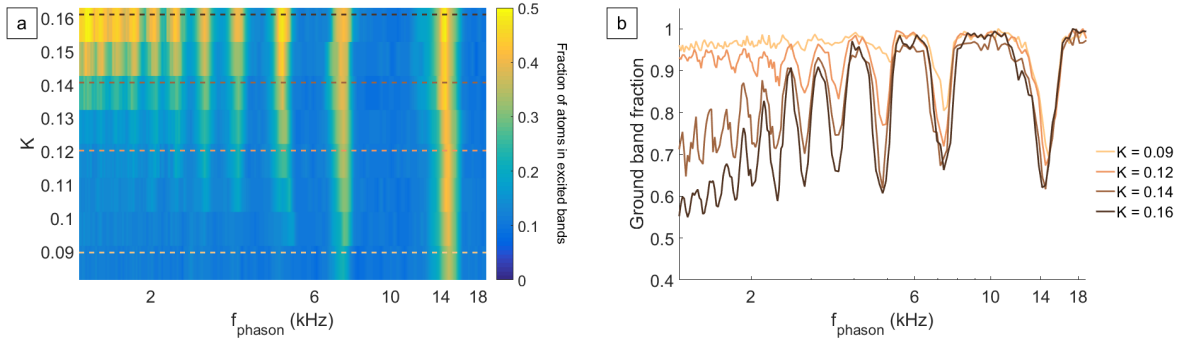 a
0.16
0.15
0.14
0.13
0.12
0.11
0.1
0.09
K
2
6
10
14
18
f_phason (kHz)
0.5
0.4
0.3
0.2
0.1
0
Fraction of atoms in excited bands
b
1
0.9
0.8
0.7
0.6
0.5
0.4
Ground band fraction
2
6
10
14
18
f_phason (kHz)
K = 0.09
K = 0.12
K = 0.14
K = 0.16